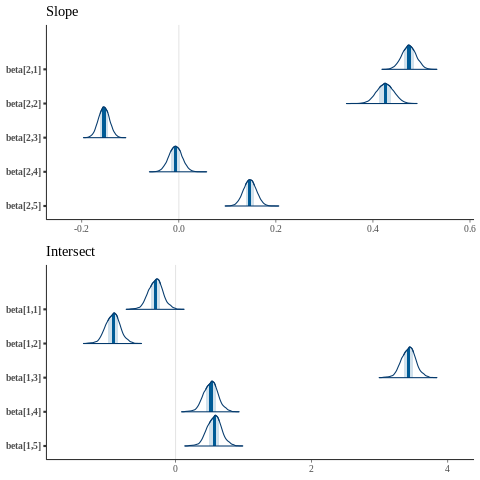 Slope
beta[2,1]
beta[2,2]
beta[2,3]
beta[2,4]
beta[2,5]
-0.2 0.0 0.2 0.4 0.6
Intersect
beta[1,1]
beta[1,2]
beta[1,3]
beta[1,4]
beta[1,5]
0 2 4